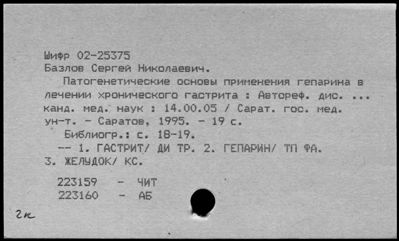 Шифр 02-25375
Базлов Сергей Николаевич.
Патогенетические основы применения гепарина в
лечении хронического гастрита : Автореф. дис. ...
канд. мед. наук : 14.00.05 / Сарат. гос. мед.
ун-т. - Саратов, 1995. - 19 с.
Библиогр.: с. 18-19.
-- 1. ГАСТРИТ/ ДИ ТР. 2. ГЕПАРИН/ ТП ФА.
3. ЖЕЛУДОК/ КС.
223159 - ЧИТ
223160 - АБ
2к